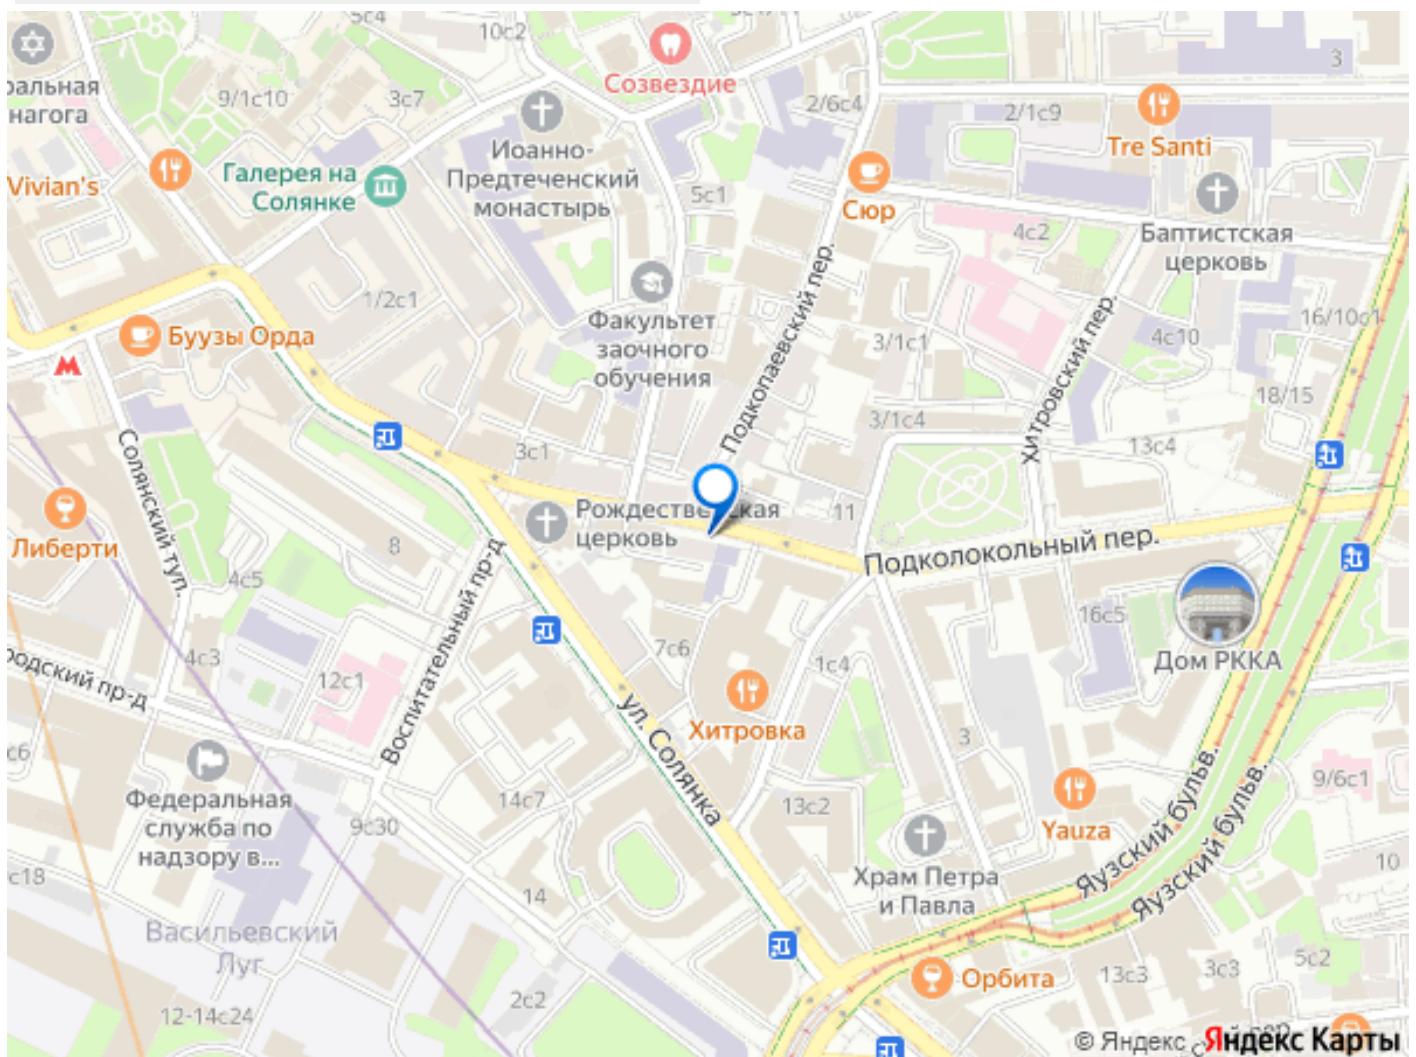 5с4
10с2
5с4/1
Созвездие
3
ральная
нагога
9/1с10
3с7
2/6с4
2/1с9
Tre Santi
Vivian's
Галерея на
Солянке
Иоанно-
Предтеченский
монастырь
5с1
Сюр
4с2
Баптистская
церковь
1/2с1
Буузы Орда
Факультет
заочного
обучения
Подкопаевский пер.
3/1с1
Хитровский пер.
4с10
16/10с1
18/15
3/1с4
13с4
Солянский туп.
3с1
Рождественская
церковь
11
Либерти
8
Подколокольный пер.
4с5
Воспитательный пр-д
16с5
Дом РККА
7с6
1с4
4с3
родский пр-д
12с1
ул. Солянка
Хитровка
3
с6
Федеральная
служба по
надзору в...
14с7
9с30
13с2
Yauza
Яузский бульв.
Яузский бульв.
9/6с1
10
с18
14
Храм Петра
и Павла
Васильевский
Луг
Орбита
13с3
3с3
5с2
2с2
12-14с24
© Яндекс Яндекс Карты